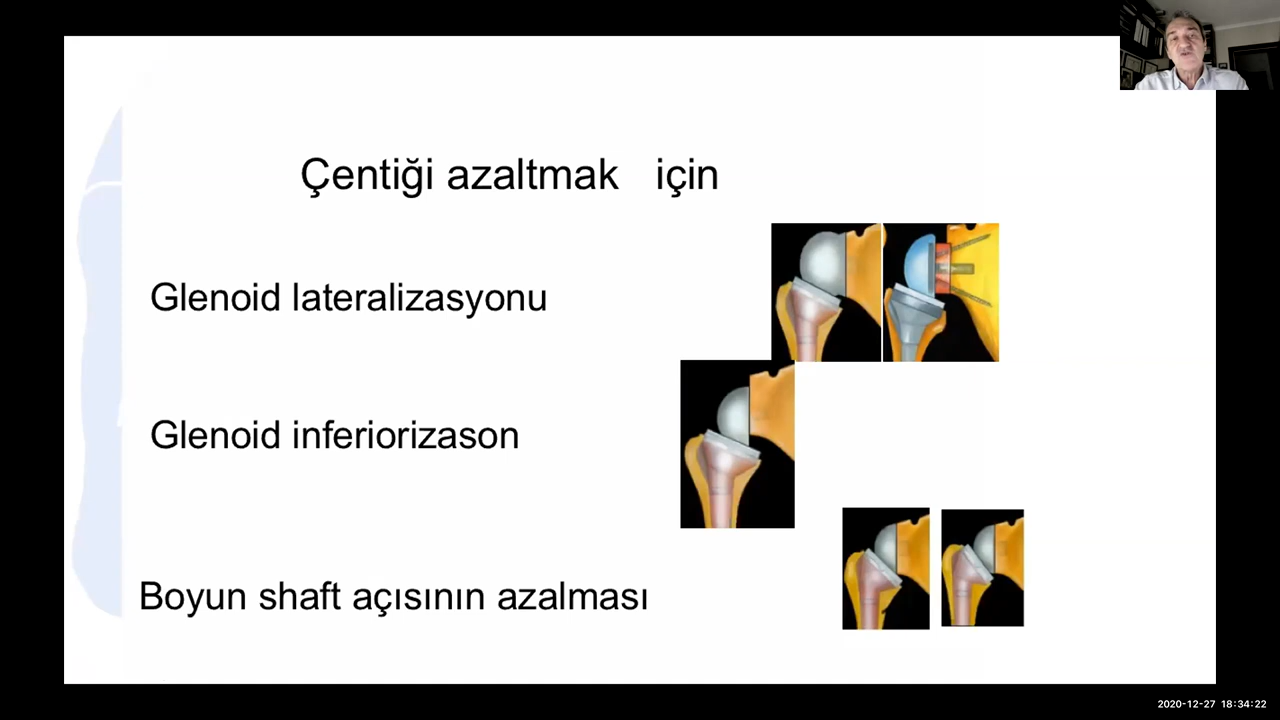 Çentiği azaltmak için
Glenoid lateralizasyonu
Glenoid inferiorizason
Boyun shaft açısının azalması
2020-12-27 18:34:22